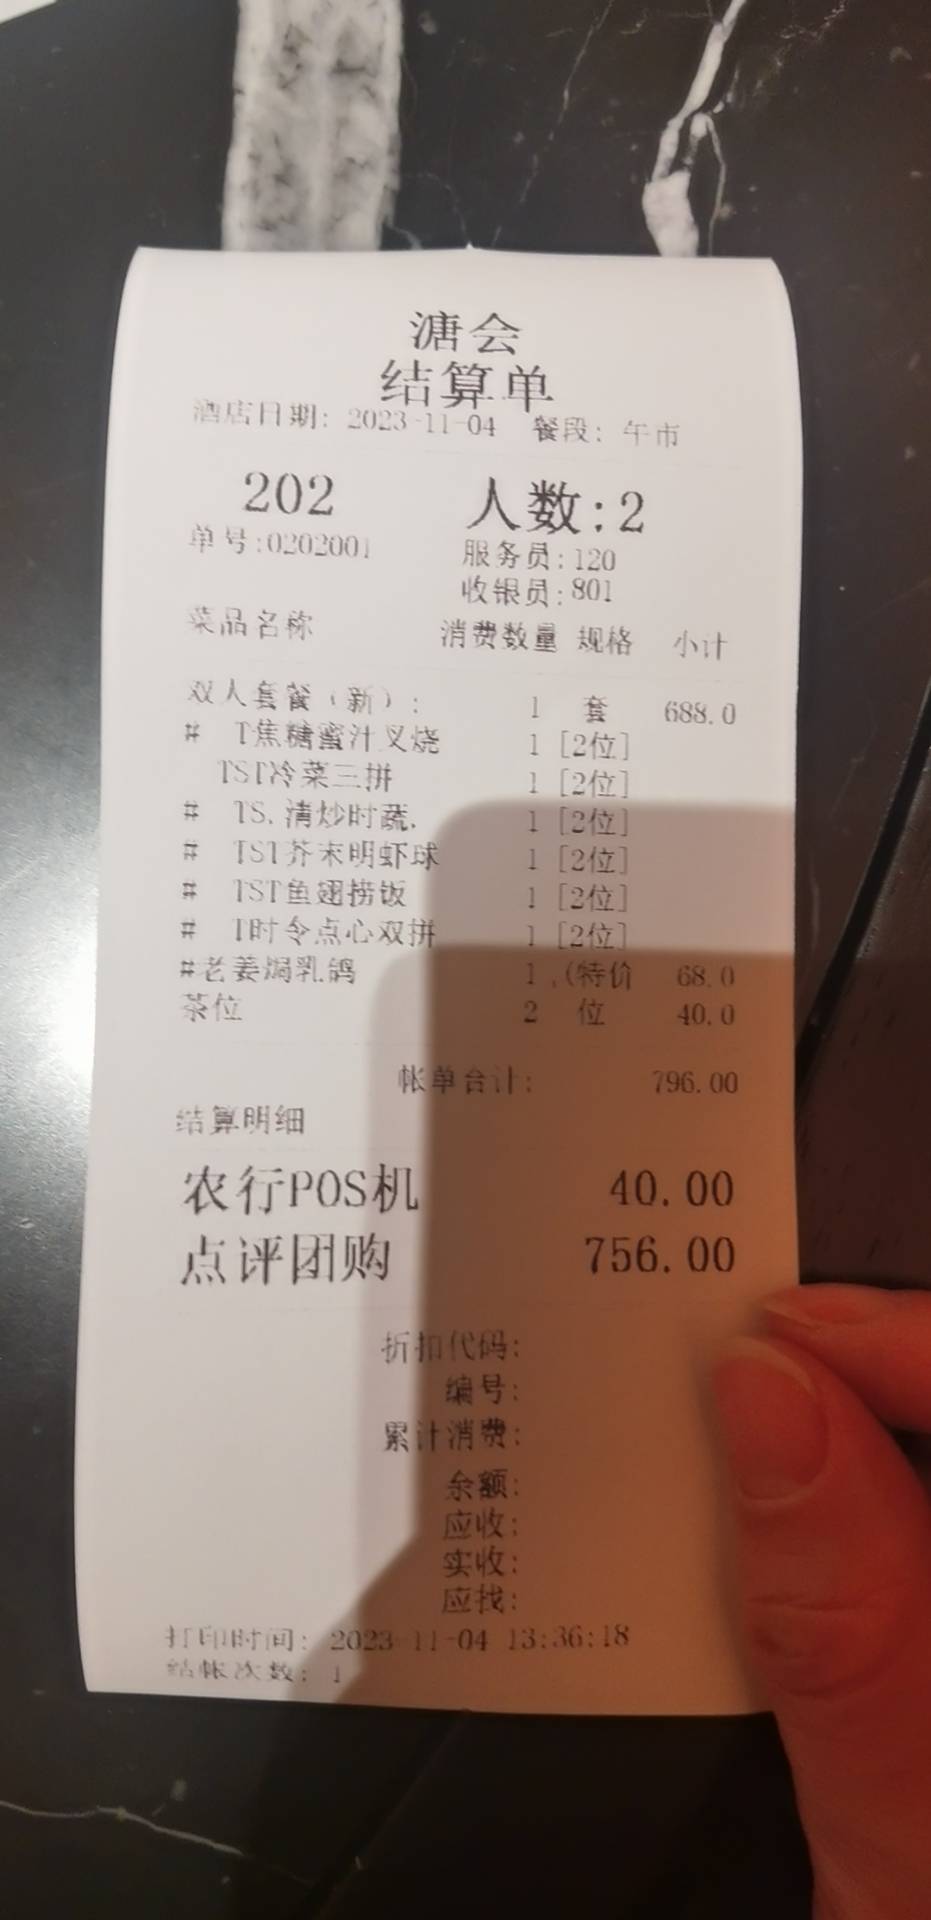 溏会
结算单
酒店日期: 2023-11-04 餐段: 午市
202 人数:2
单号:0202001 服务员:120
收银员:801
菜品名称 消费数量 规格 小计
双人套餐（新）: 1 套 688.0
# T焦糖蜜汁叉烧 1 [2位]
TST冷菜三拼 1 [2位]
# TS.清炒时蔬. 1 [2位]
# TST芥末明虾球 1 [2位]
# TST鱼翅捞饭 1 [2位]
# T时令点心双拼 1 [2位]
#老姜焗乳鸽 1 .(特价 68.0
茶位 2 位 40.0
帐单合计: 796.00
结算明细
农行POS机 40.00
点评团购 756.00
折扣代码:
编号:
累计消费:
余额:
应收:
实收:
应找:
打印时间: 2023-11-04 13:36:18
结帐次数: 1